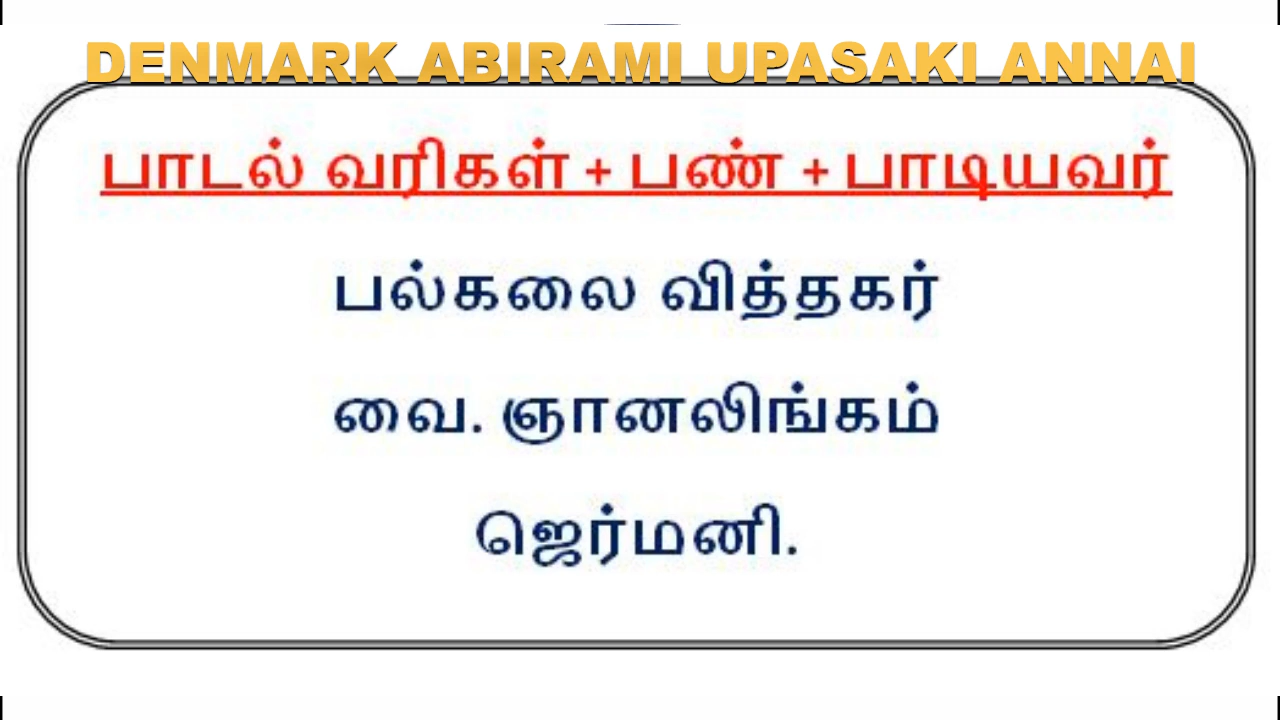 DENMARK ABIRAMI UPASAKI ANNAI
பாடல் வரிகள் + பண் + பாடியவர்
பல்கலை வித்தகர்
வை. ஞானலிங்கம்
ஜெர்மனி.